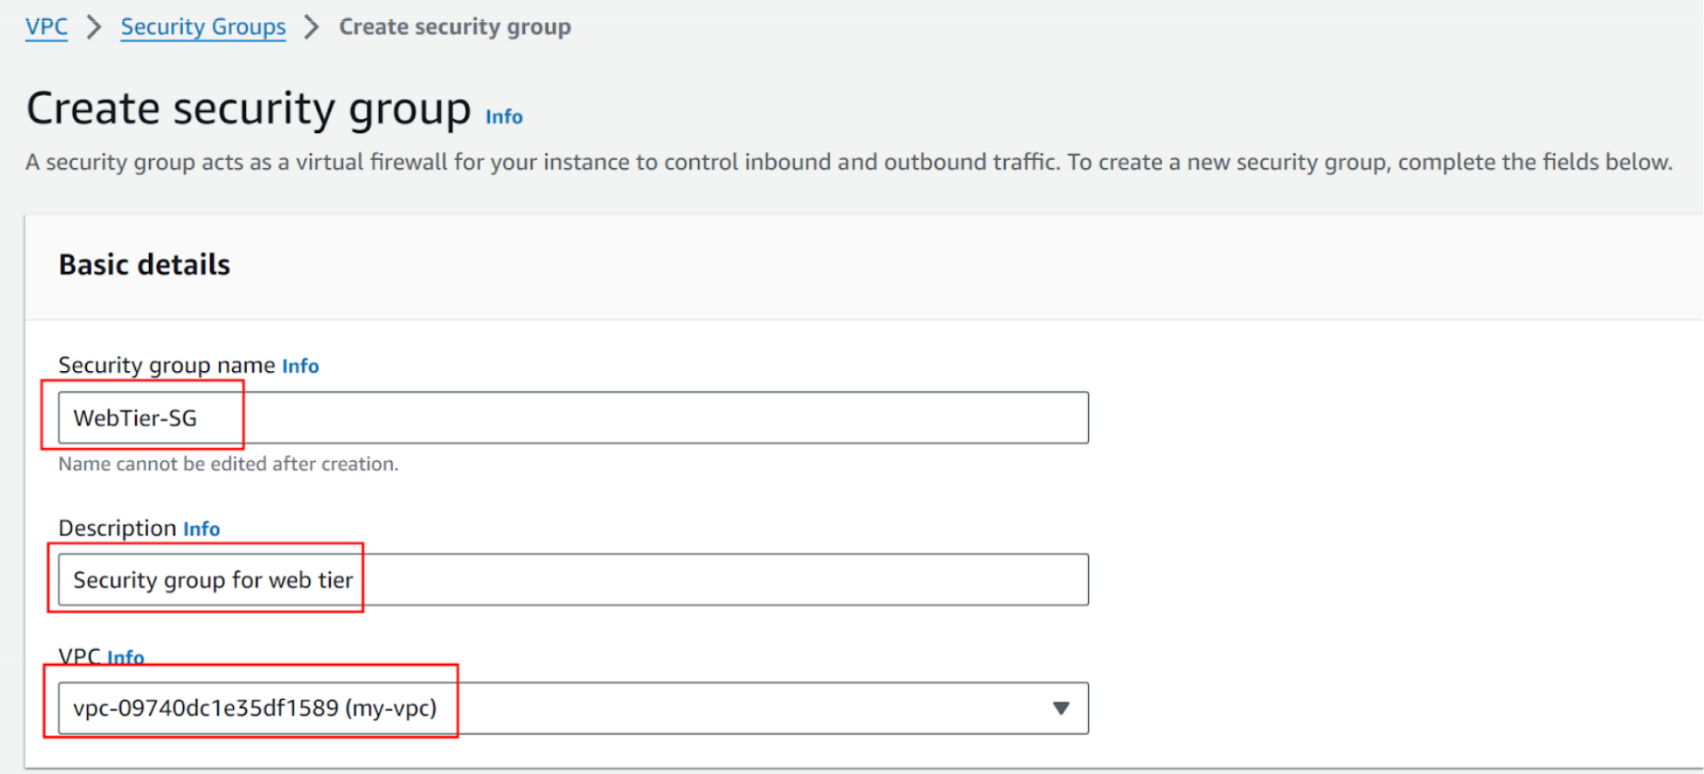 VPC > Security Groups > Create security group
Create security group Info
A security group acts as a virtual firewall for your instance to control inbound and outbound traffic. To create a new security group, complete the fields below.
Basic details
Security group name Info
WebTier-SG
Name cannot be edited after creation.
Description Info
Security group for web tier
VPC Info
vpc-09740dc1e35df1589 (my-vpc)